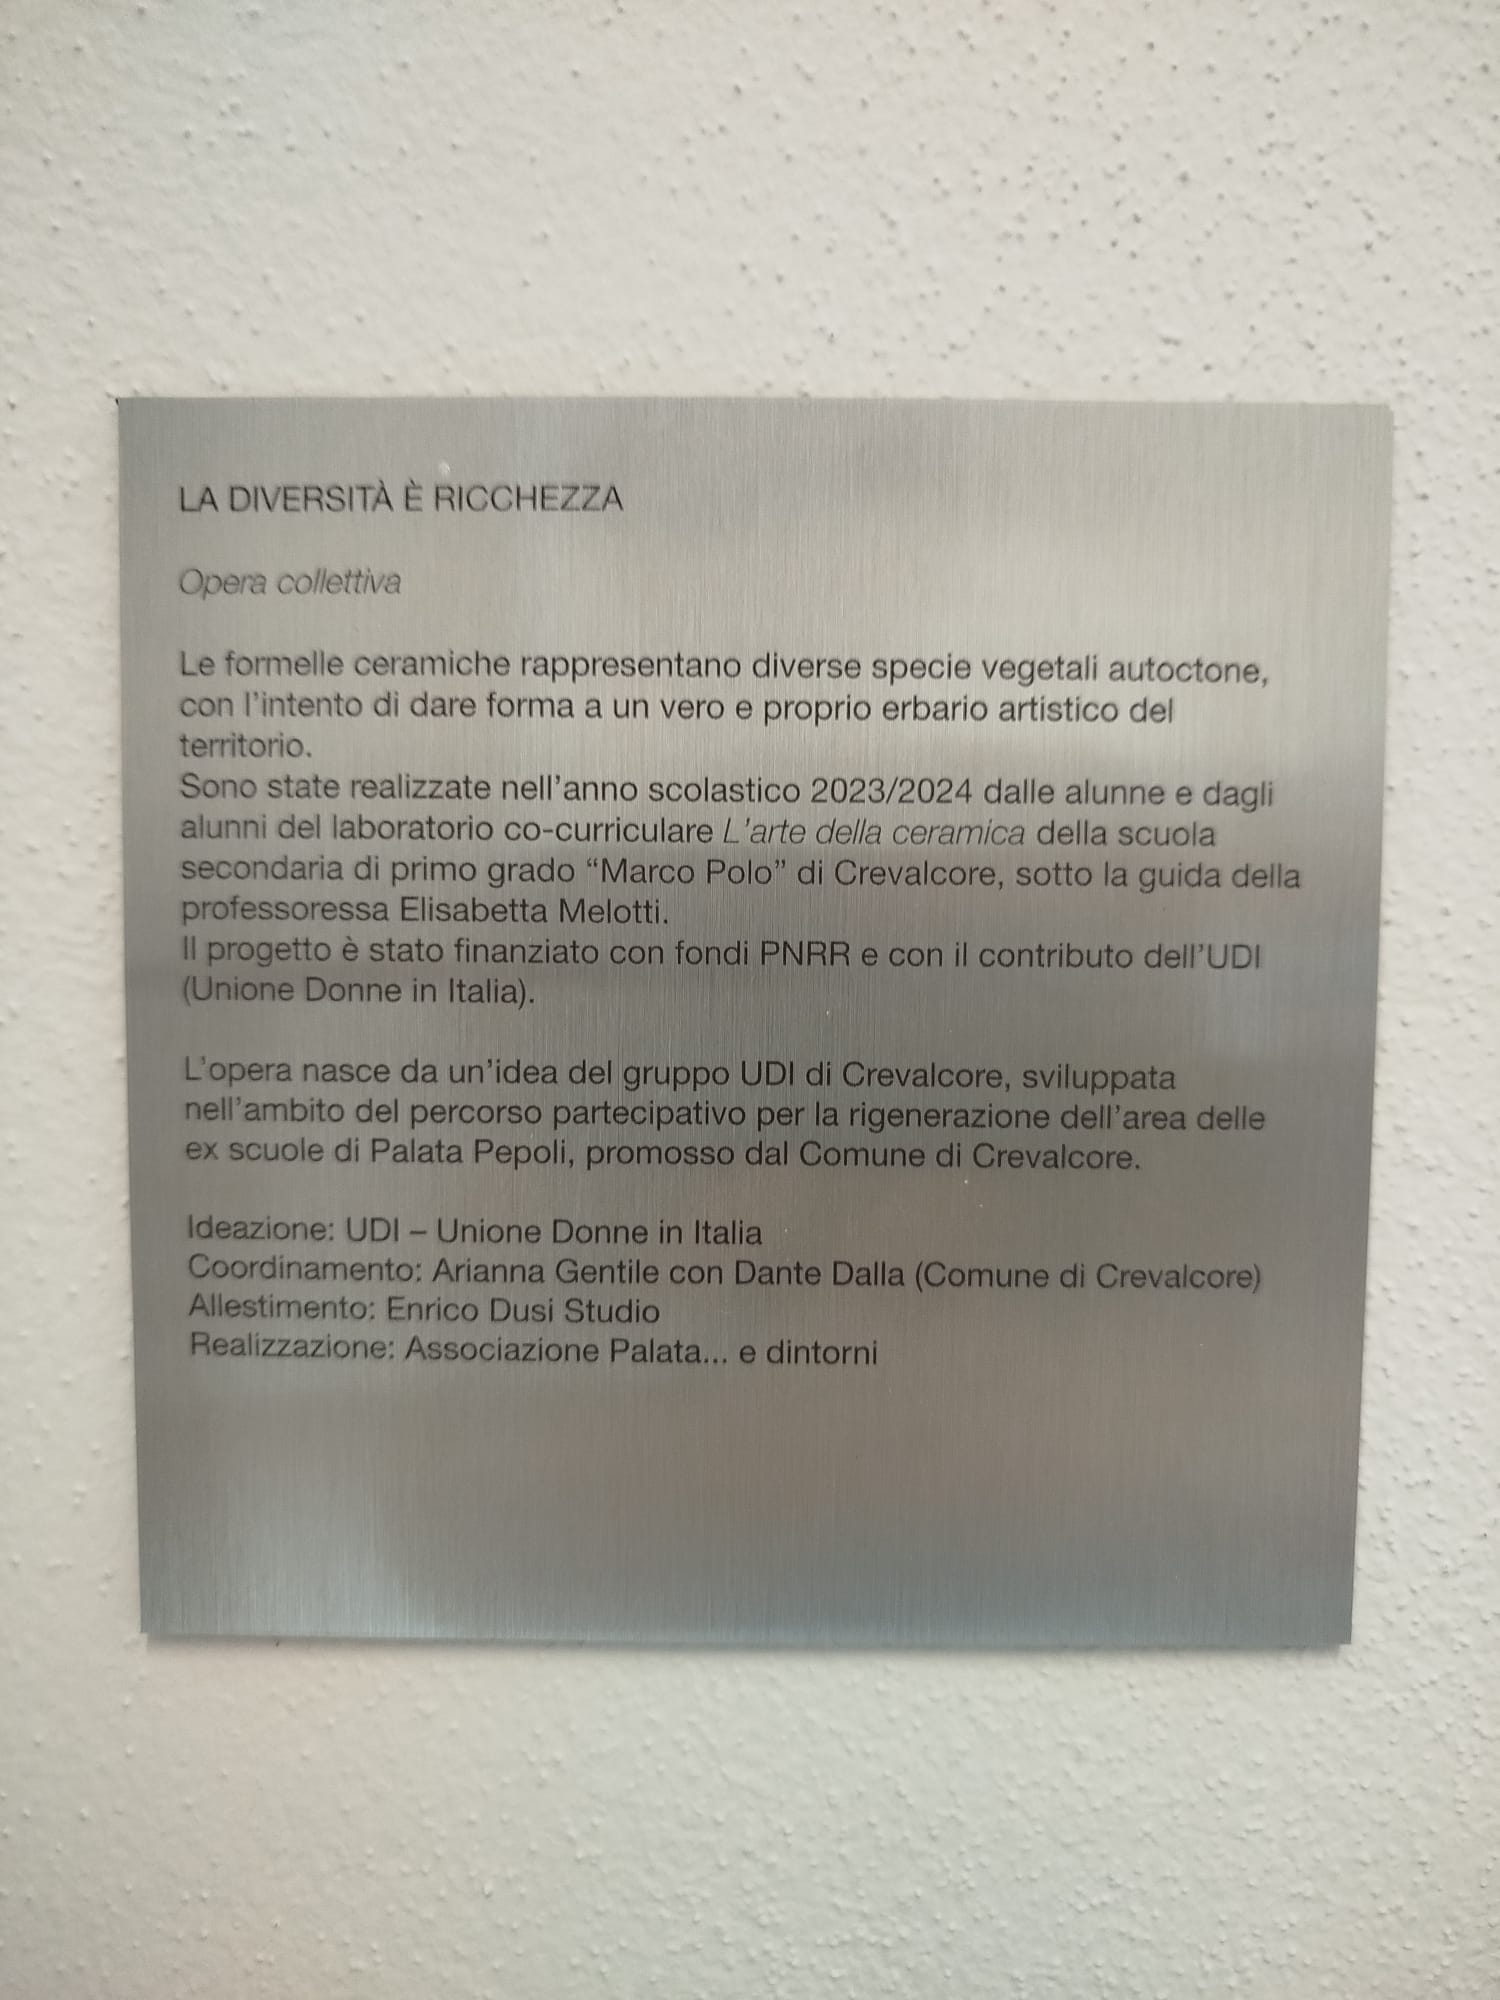 LA DIVERSITÀ È RICCHEZZA
Opera collettiva
Le formelle ceramiche rappresentano diverse specie vegetali autoctone,
con l'intento di dare forma a un vero e proprio erbario artistico del
territorio.
Sono state realizzate nell'anno scolastico 2023/2024 dalle alunne e dagli
alunni del laboratorio co-curriculare L'arte della ceramica della scuola
secondaria di primo grado “Marco Polo” di Crevalcore, sotto la guida della
professoressa Elisabetta Melotti.
Il progetto è stato finanziato con fondi PNRR e con il contributo dell'UDI
(Unione Donne in Italia).
L'opera nasce da un'idea del gruppo UDI di Crevalcore, sviluppata
nell'ambito del percorso partecipativo per la rigenerazione dell'area delle
ex scuole di Palata Pepoli, promosso dal Comune di Crevalcore.
Ideazione: UDI – Unione Donne in Italia
Coordinamento: Arianna Gentile con Dante Dalla (Comune di Crevalcore)
Allestimento: Enrico Dusi Studio
Realizzazione: Associazione Palata... e dintorni